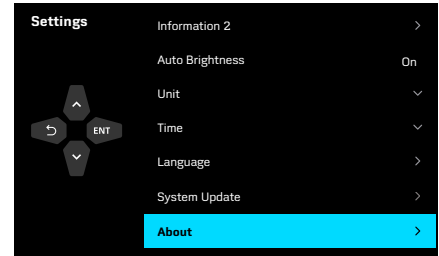 Settings
Information 2
Auto Brightness On
Unit
Time
ENT
Language
System Update
About